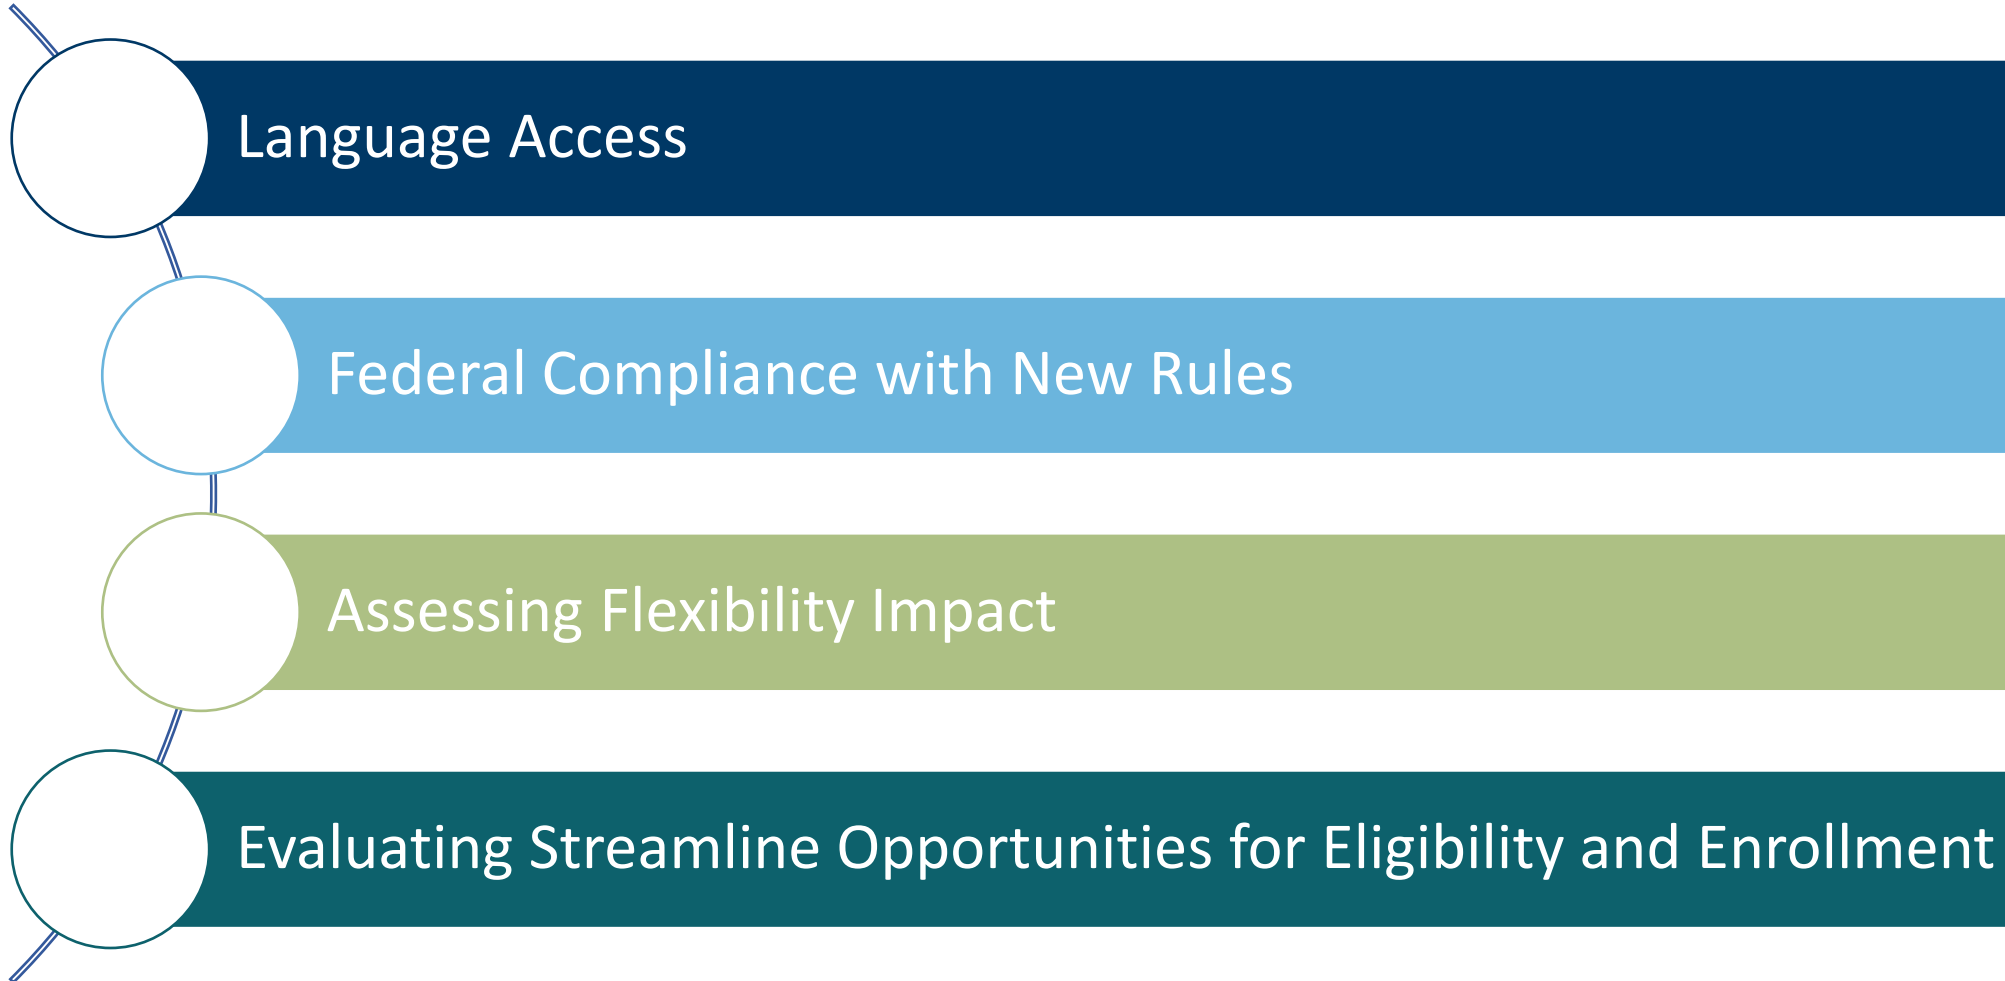 Language Access
Federal Compliance with New Rules
Assessing Flexibility Impact
Evaluating Streamline Opportunities for Eligibility and Enrollment